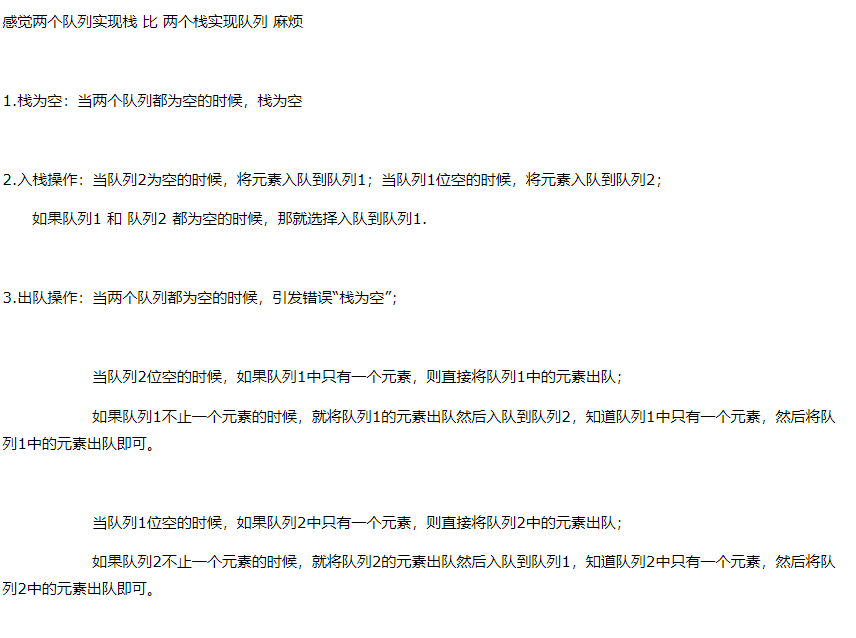 感觉两个队列实现栈 比 两个栈实现队列 麻烦
1.栈为空：当两个队列都为空的时候，栈为空
2.入栈操作：当队列2为空的时候，将元素入队到队列1；当队列1位空的时候，将元素入队到队列2；
如果队列1 和 队列2 都为空的时候，那就选择入队到队列1.
3.出队操作：当两个队列都为空的时候，引发错误“栈为空”；
当队列2位空的时候，如果队列1中只有一个元素，则直接将队列1中的元素出队；
如果队列1不止一个元素的时候，就将队列1的元素出队然后入队到队列2，知道队列1中只有一个元素，然后将队
列1中的元素出队即可。
当队列1位空的时候，如果队列2中只有一个元素，则直接将队列2中的元素出队；
如果队列2不止一个元素的时候，就将队列2的元素出队然后入队到队列1，知道队列2中只有一个元素，然后将队
列2中的元素出队即可。